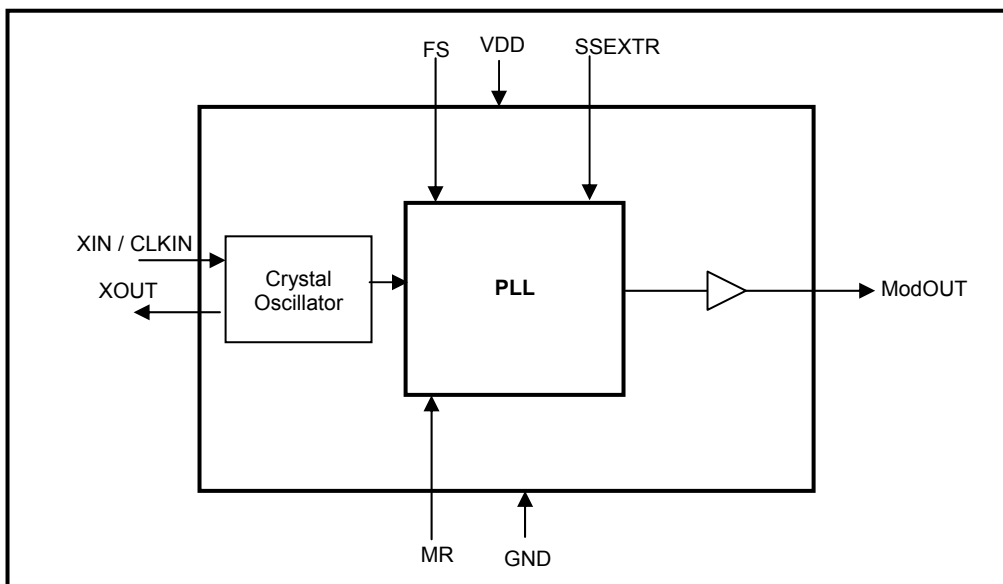 FS
VDD
SSEXTR
XIN / CLKIN
XOUT
Crystal
Oscillator
PLL
ModOUT
MR
GND